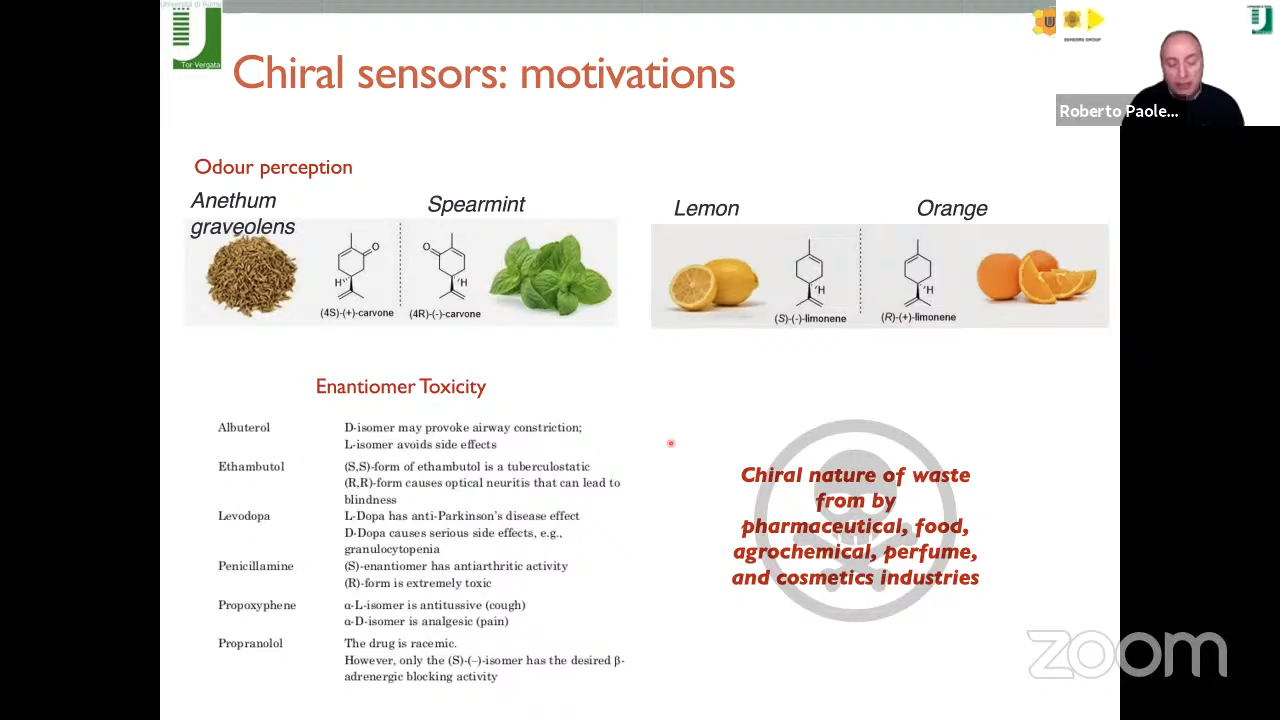 Università di Roma
Tor Vergata
Chiral sensors: motivations
U
SENSORS GROUP
Roberto Paole...
Odour perception
Anethum
graveolens
Spearmint
Lemon
Orange
O
H
(4S)-(+)-carvone
O
H
(4R)-(-)-carvone
H
(S)-(-)-limonene
H
(R)-(+)-limonene
Enantiomer Toxicity
Albuterol D-isomer may provoke airway constriction;
L-isomer avoids side effects
Ethambutol (S,S)-form of ethambutol is a tuberculostatic
(R,R)-form causes optical neuritis that can lead to
blindness
Levodopa L-Dopa has anti-Parkinson's disease effect
D-Dopa causes serious side effects, e.g.,
granulocytopenia
Penicillamine (S)-enantiomer has antiarthritic activity
(R)-form is extremely toxic
Propoxyphene α-L-isomer is antitussive (cough)
α-D-isomer is analgesic (pain)
Propranolol The drug is racemic.
However, only the (S)-(–)-isomer has the desired β-
adrenergic blocking activity
Chiral nature of waste
from by
pharmaceutical, food,
agrochemical, perfume,
and cosmetics industries
zoom